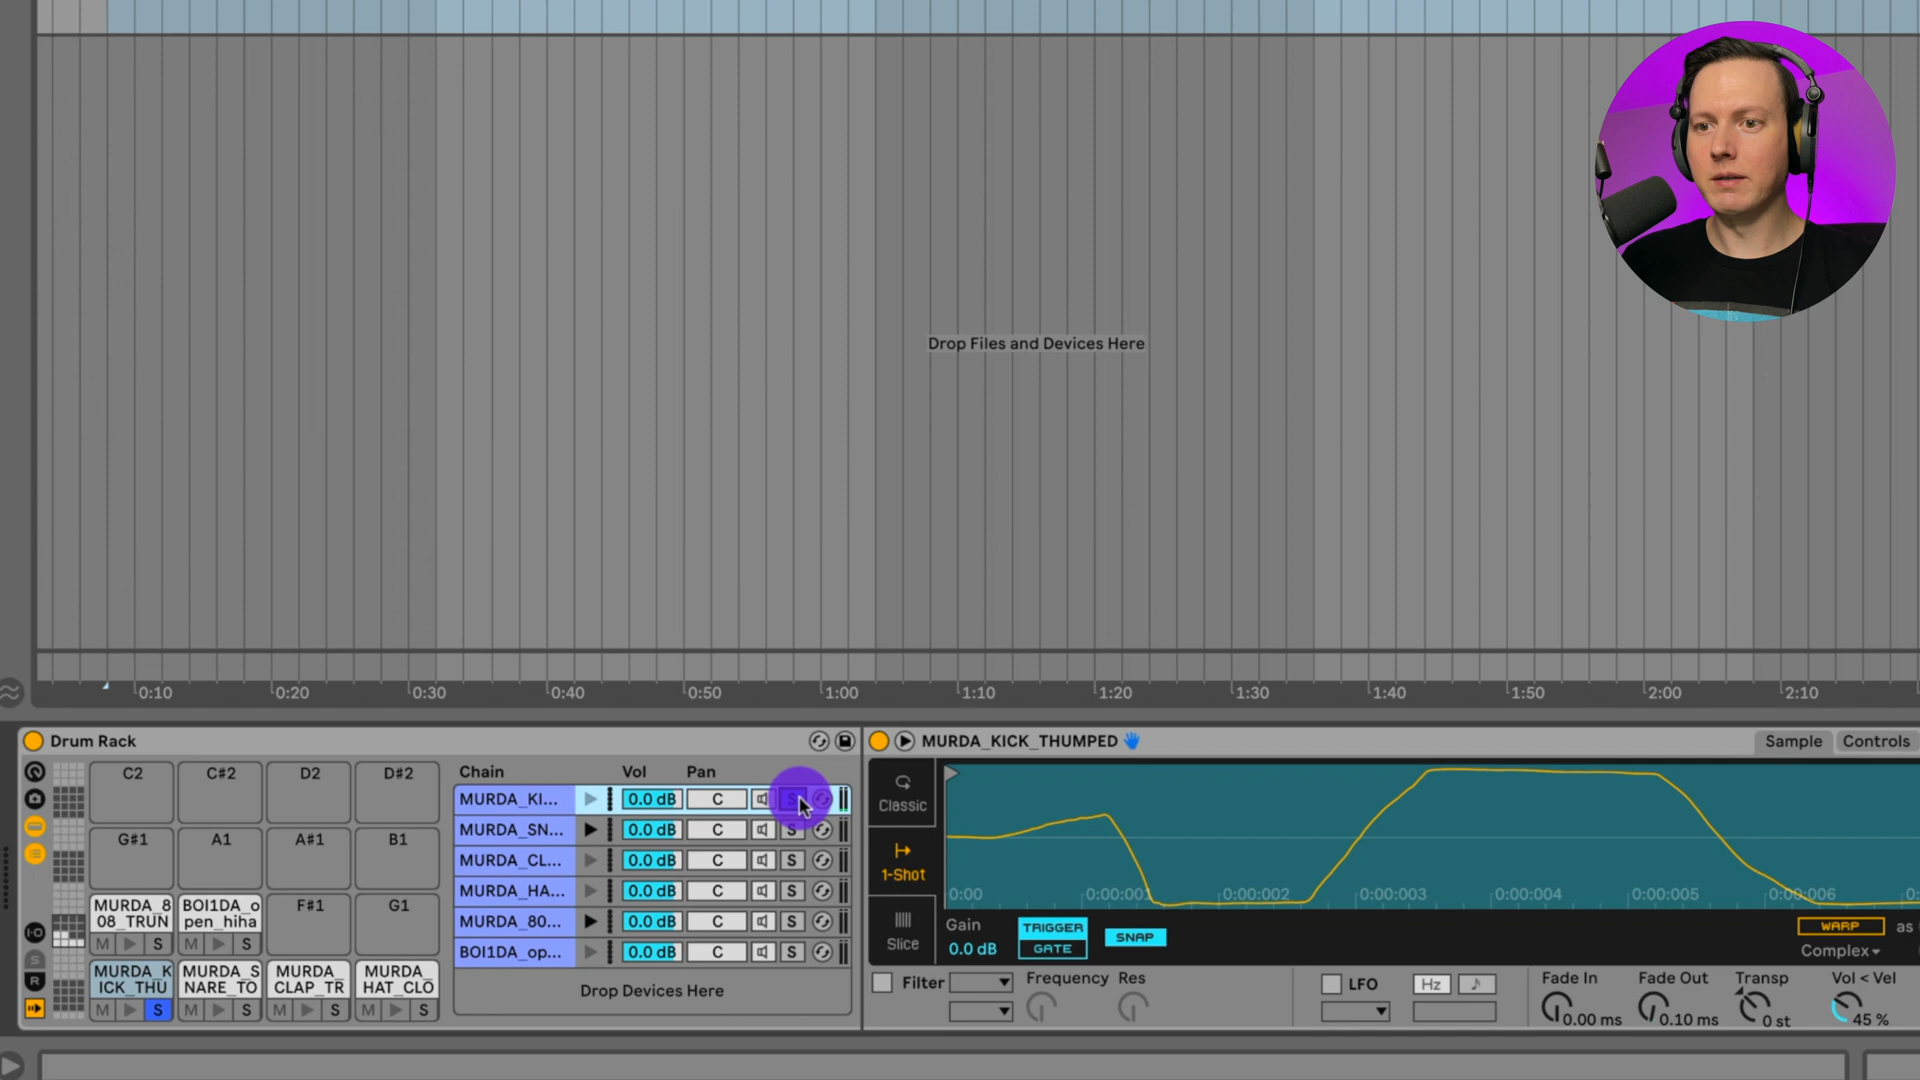 Drop Files and Devices Here
0:10 0:20 0:30 0:40 0:50 1:00 1:10 1:20 1:30 1:40 1:50 2:00 2:10
Drum Rack
C2 C#2 D2 D#2
G#1 A1 A#1 B1
MURDA_8
08_TRUN
BOI1DA_o
pen_hiha
F#1 G1
M S M S
MURDA_K
ICK_THU
MURDA_S
NARE_TO
MURDA_
CLAP_TR
MURDA_
HAT_CLO
M S M S M S M S
I-O
S
R
Chain Vol Pan
MURDA_KI... 0.0 dB C S
MURDA_SN... 0.0 dB C S
MURDA_CL... 0.0 dB C S
MURDA_HA... 0.0 dB C S
MURDA_80... 0.0 dB C S
BOI1DA_op... 0.0 dB C S
Drop Devices Here
MURDA_KICK_THUMPED
Sample Controls
Classic
1-Shot
Slice
0:00 0:00:001 0:00:002 0:00:003 0:00:004 0:00:005 0:00:006
Gain
0.0 dB
TRIGGER
GATE
SNAP
WARP as
Complex
Filter Frequency Res
LFO Hz
Fade In Fade Out Transp Vol < Vel
0.00 ms 0.10 ms 0 st 45 %